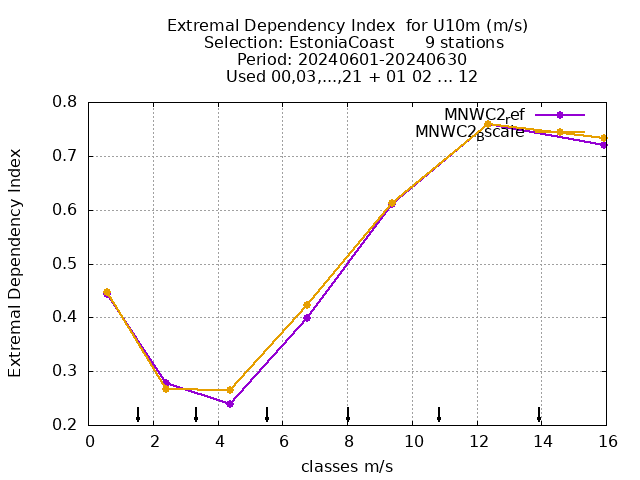 Extremal Dependency Index  for U10m (m/s)
Selection: EstoniaCoast      9 stations
Period: 20240601-20240630
Used 00,03,...,21 + 01 02 ... 12
Extremal Dependency Index
0.8
0.7
0.6
0.5
0.4
0.3
0.2
MNWC2_ref
MNWC2_Bscale
0 2 4 6 8 10 12 14 16
classes m/s